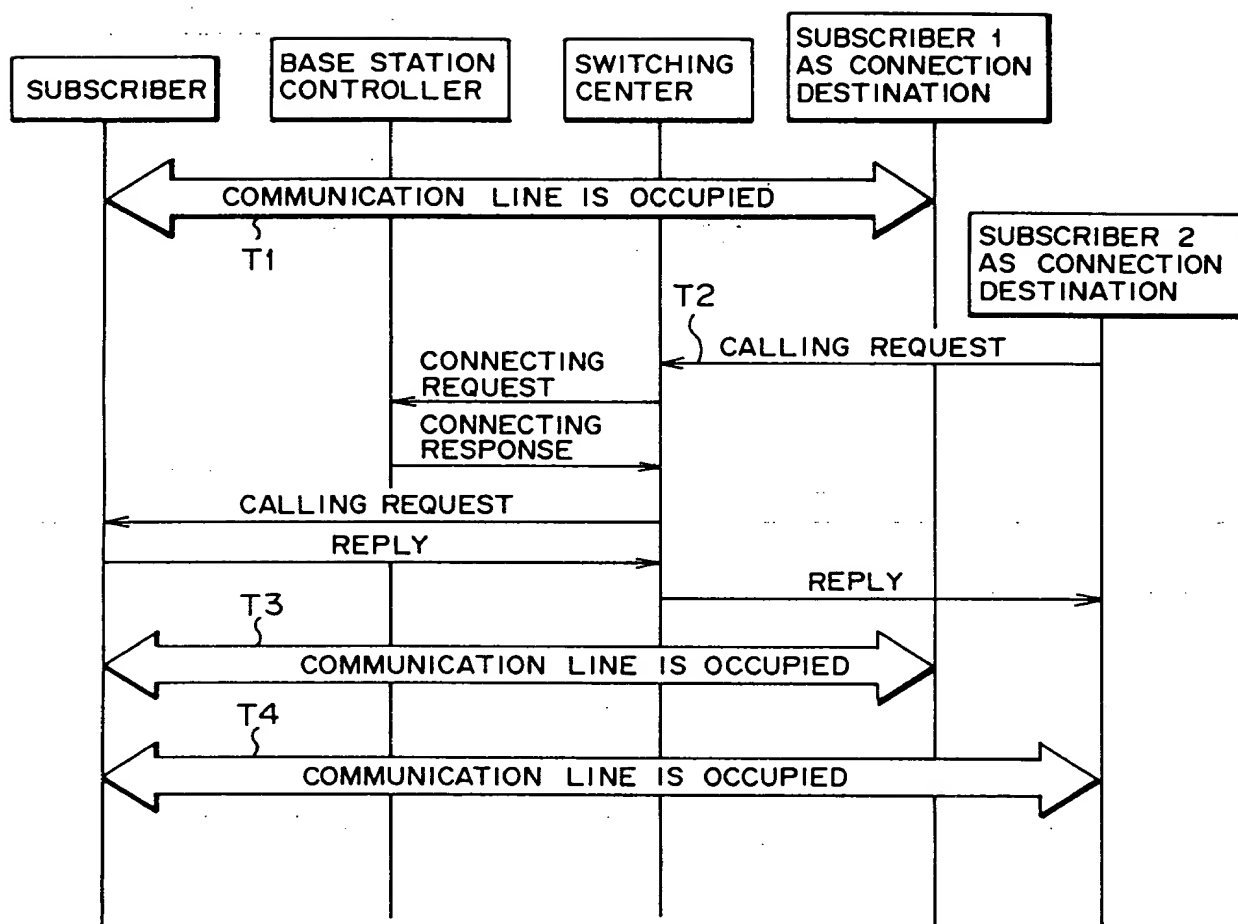 SUBSCRIBER
BASE STATION
CONTROLLER
SWITCHING
CENTER
SUBSCRIBER 1
AS CONNECTION
DESTINATION
COMMUNICATION LINE IS OCCUPIED
T1
SUBSCRIBER 2
AS CONNECTION
DESTINATION
T2
CALLING REQUEST
CONNECTING
REQUEST
CONNECTING
RESPONSE
CALLING REQUEST
REPLY
REPLY
T3
COMMUNICATION LINE IS OCCUPIED
T4
COMMUNICATION LINE IS OCCUPIED